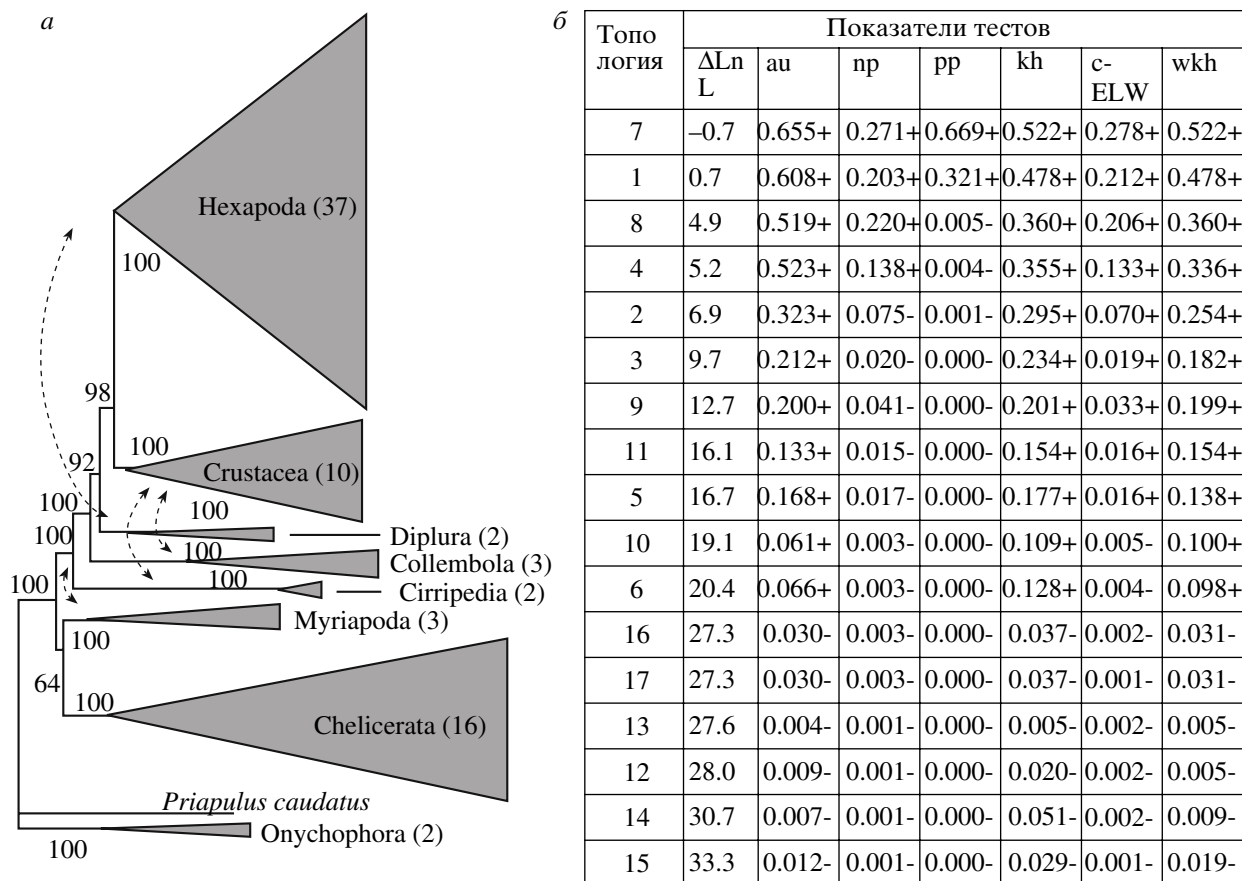 а
Hexapoda (37)
100
98
100
Crustacea (10)
92
100
100
Diplura (2)
100
100
Collembola (3)
100
100
Cirripedia (2)
Myriapoda (3)
100
64
100
Chelicerata (16)
Priapulus caudatus
Onychophora (2)
100
б
Топо
логия
Показатели тестов
ΔLn
L
au
np
pp
kh
c-
ELW
wkh
7 –0.7 0.655+ 0.271+ 0.669+ 0.522+ 0.278+ 0.522+
1 0.7 0.608+ 0.203+ 0.321+ 0.478+ 0.212+ 0.478+
8 4.9 0.519+ 0.220+ 0.005- 0.360+ 0.206+ 0.360+
4 5.2 0.523+ 0.138+ 0.004- 0.355+ 0.133+ 0.336+
2 6.9 0.323+ 0.075- 0.001- 0.295+ 0.070+ 0.254+
3 9.7 0.212+ 0.020- 0.000- 0.234+ 0.019+ 0.182+
9 12.7 0.200+ 0.041- 0.000- 0.201+ 0.033+ 0.199+
11 16.1 0.133+ 0.015- 0.000- 0.154+ 0.016+ 0.154+
5 16.7 0.168+ 0.017- 0.000- 0.177+ 0.016+ 0.138+
10 19.1 0.061+ 0.003- 0.000- 0.109+ 0.005- 0.100+
6 20.4 0.066+ 0.003- 0.000- 0.128+ 0.004- 0.098+
16 27.3 0.030- 0.003- 0.000- 0.037- 0.002- 0.031-
17 27.3 0.030- 0.003- 0.000- 0.037- 0.001- 0.031-
13 27.6 0.004- 0.001- 0.000- 0.005- 0.002- 0.005-
12 28.0 0.009- 0.001- 0.000- 0.020- 0.002- 0.005-
14 30.7 0.007- 0.001- 0.000- 0.051- 0.002- 0.009-
15 33.3 0.012- 0.001- 0.000- 0.029- 0.001- 0.019-